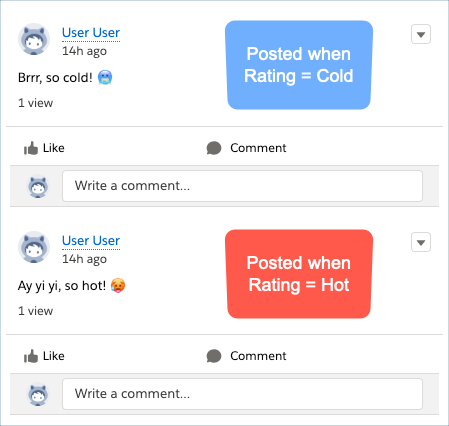 User User
14h ago
Brrr, so cold! 🥶
1 view
Posted when
Rating = Cold
Like
Comment
Write a comment...
User User
14h ago
Ay yi yi, so hot! 🥵
1 view
Posted when
Rating = Hot
Like
Comment
Write a comment...